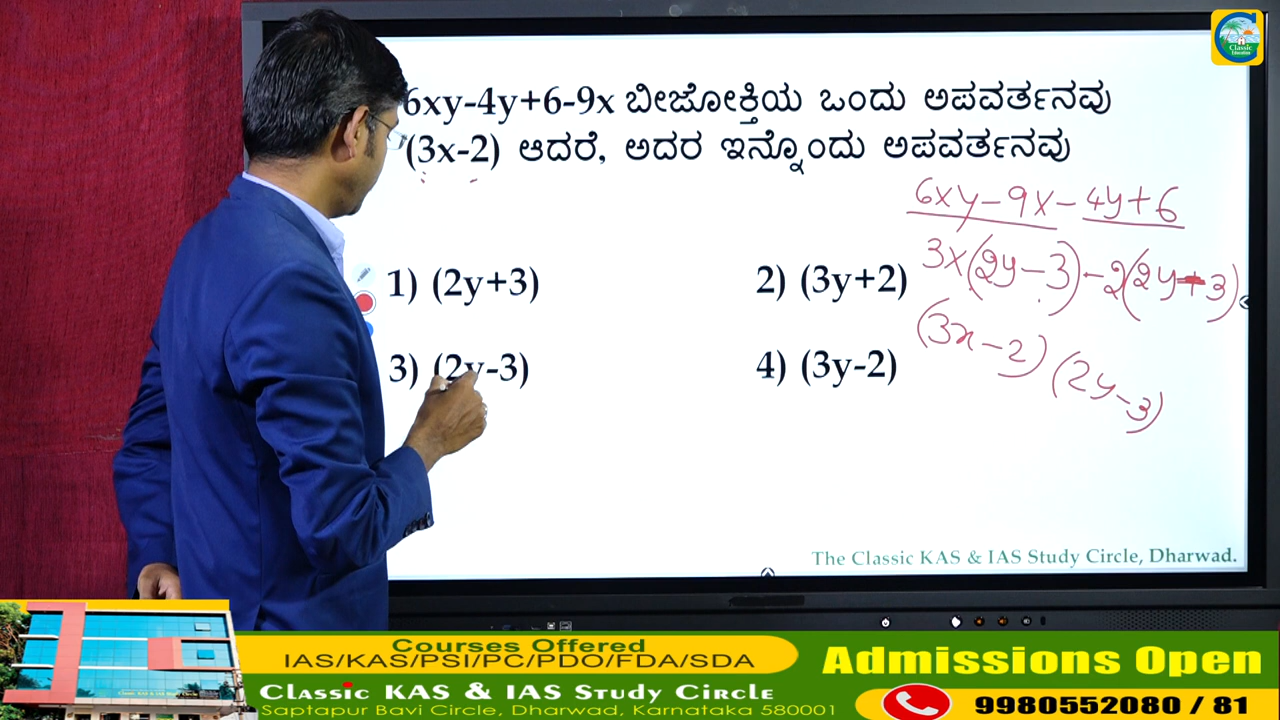 Classic
Education
6xy-4y+6-9x ಬೀಜೋಕ್ತಿಯ ಒಂದು ಅಪವರ್ತನವು
(3x-2) ಆದರೆ, ಅದರ ಇನ್ನೊಂದು ಅಪವರ್ತನವು
6xy-9x-4y+6
3x(2y-3)-2(2y-3)
(3x-2)(2y-3)
1) (2y+3)
2) (3y+2)
3) (2y-3)
4) (3y-2)
The Classic KAS & IAS Study Circle, Dharwad.
Courses Offered
IAS/KAS/PSI/PC/PDO/FDA/SDA
Classic KAS & IAS Study Circle
Saptapur Bavi Circle, Dharwad, Karnataka 580001
Admissions Open
9980552080 / 81